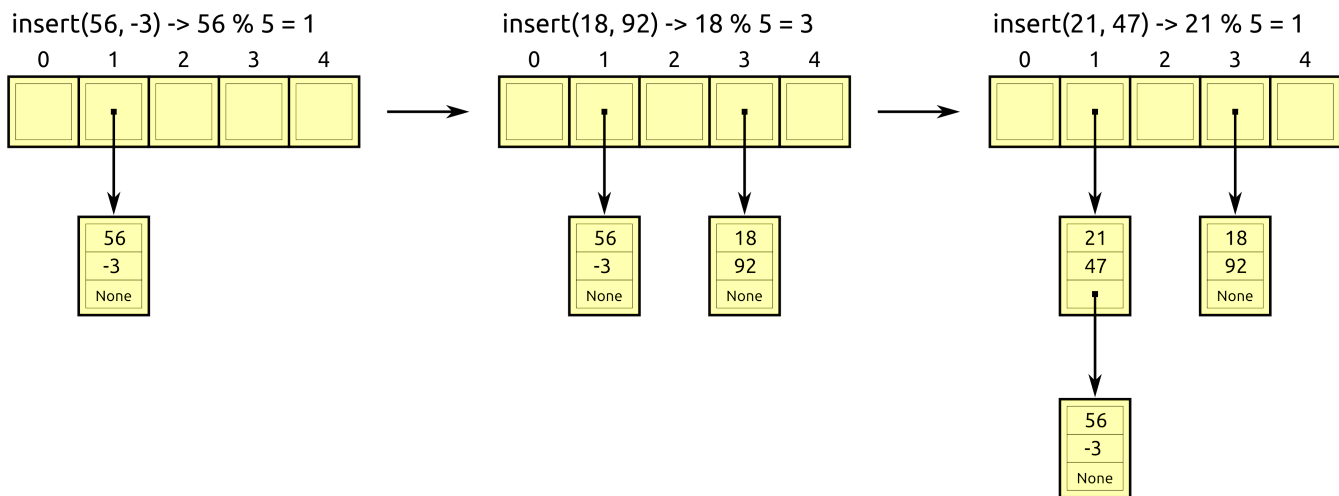 insert(56, -3) -> 56 % 5 = 1
0 1 2 3 4
56
-3
None
insert(18, 92) -> 18 % 5 = 3
0 1 2 3 4
56
-3
None
18
92
None
insert(21, 47) -> 21 % 5 = 1
0 1 2 3 4
21
47
18
92
None
56
-3
None